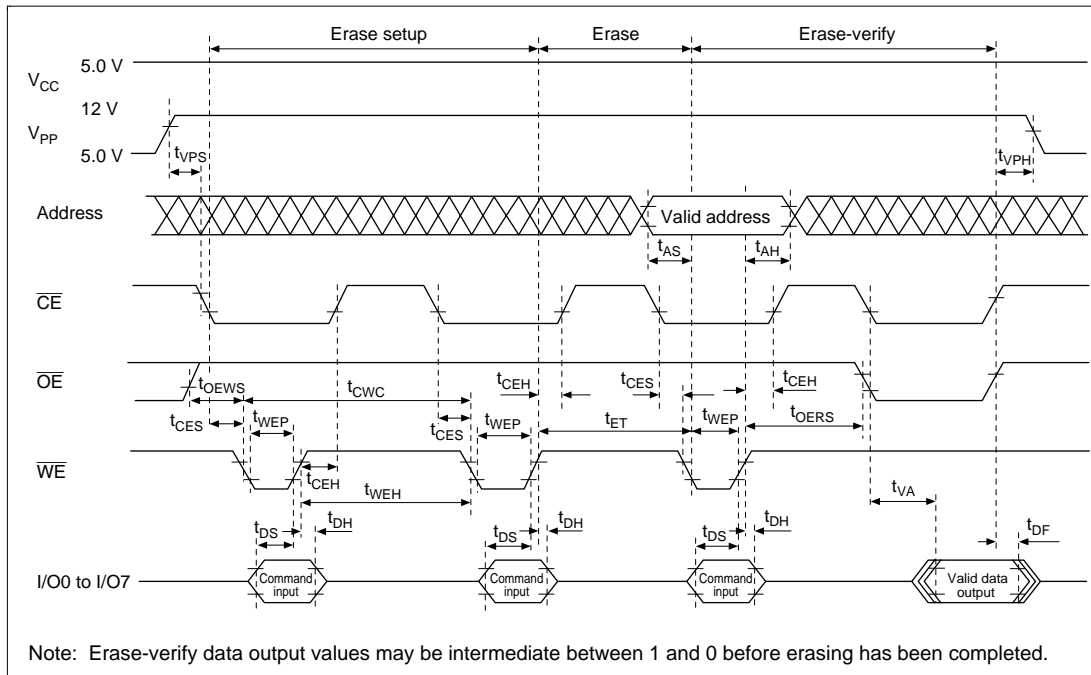 Erase setup Erase Erase-verify
5.0 V
VCC
12 V
VPP
5.0 V
tVPS tVPH
Address Valid address
tAS tAH
CE
OE
tOEWS tCWC tCEH tCES tCEH
tCES tWEP tCES tWEP tET tWEP tOERS
WE
tCEH tWEH tVA
tDS tDH tDS tDH tDS tDH tDF
I/O0 to I/O7 Command input Command input Command input Valid data output
Note: Erase-verify data output values may be intermediate between 1 and 0 before erasing has been completed.